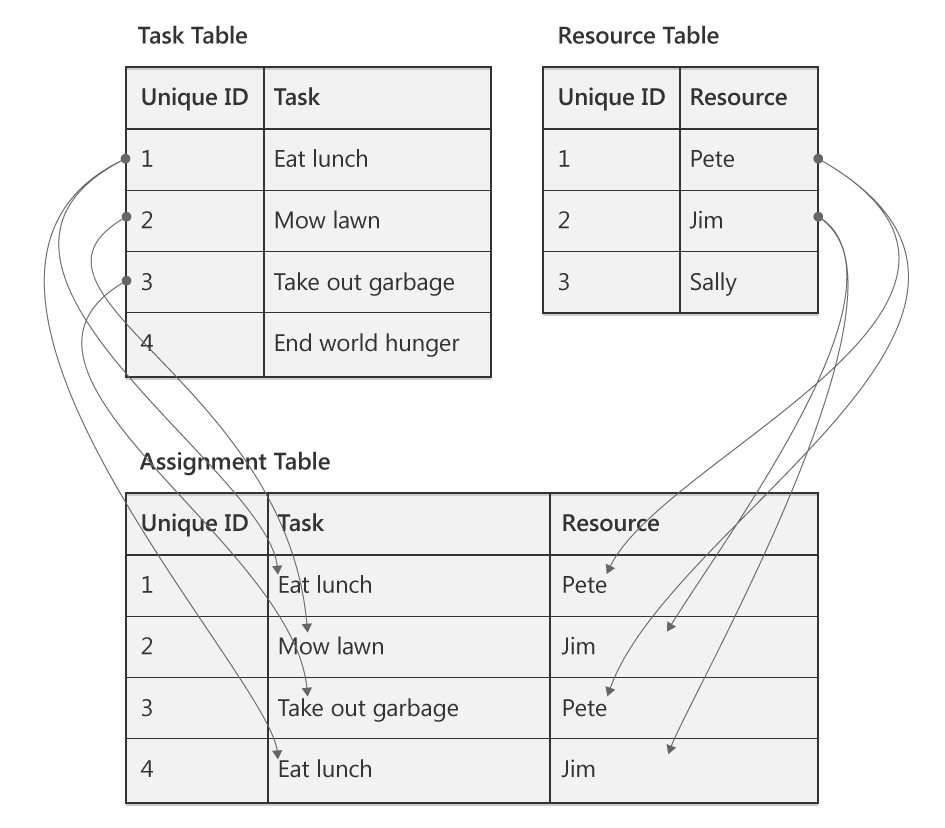 Task Table
Unique ID Task
1 Eat lunch
2 Mow lawn
3 Take out garbage
4 End world hunger
Resource Table
Unique ID Resource
1 Pete
2 Jim
3 Sally
Assignment Table
Unique ID Task Resource
1 Eat lunch Pete
2 Mow lawn Jim
3 Take out garbage Pete
4 Eat lunch Jim